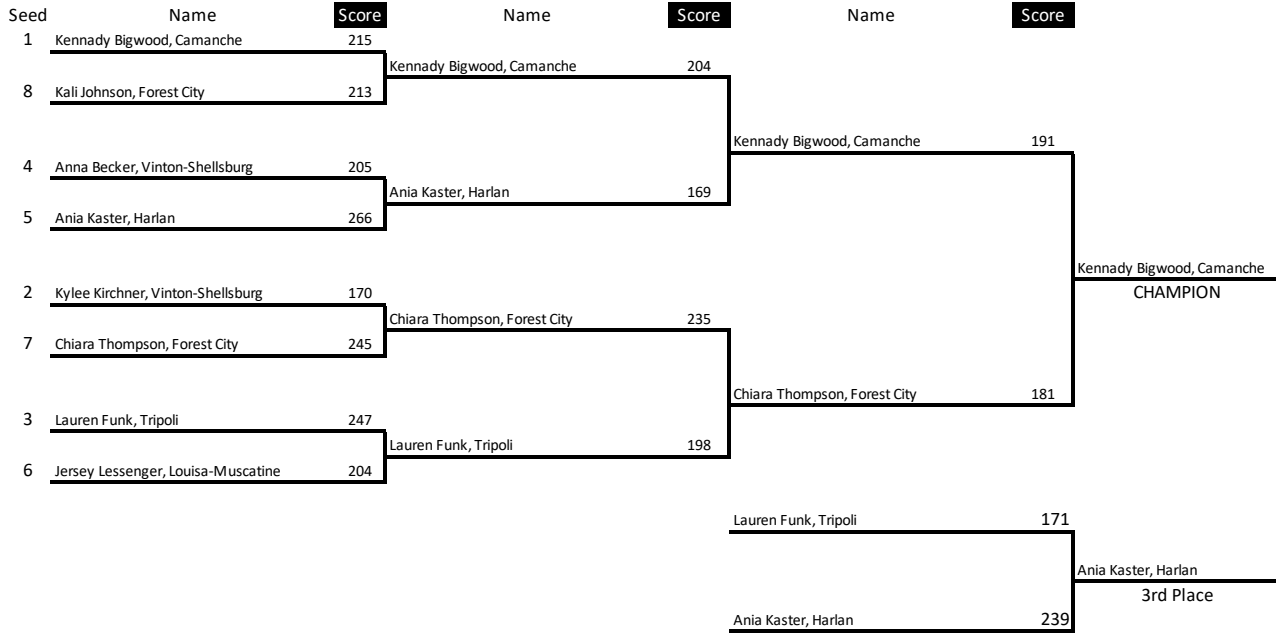 Seed Name Score Name Score Name Score
1 Kennady Bigwood, Camanche 215
Kennady Bigwood, Camanche 204
8 Kali Johnson, Forest City 213
Kennady Bigwood, Camanche 191
4 Anna Becker, Vinton-Shellsburg 205
Ania Kaster, Harlan 169
5 Ania Kaster, Harlan 266
Kennady Bigwood, Camanche
CHAMPION
2 Kylee Kirchner, Vinton-Shellsburg 170
Chiara Thompson, Forest City 235
7 Chiara Thompson, Forest City 245
Chiara Thompson, Forest City 181
3 Lauren Funk, Tripoli 247
Lauren Funk, Tripoli 198
6 Jersey Lessenger, Louisa-Muscatine 204
Lauren Funk, Tripoli 171
Ania Kaster, Harlan
3rd Place
Ania Kaster, Harlan 239